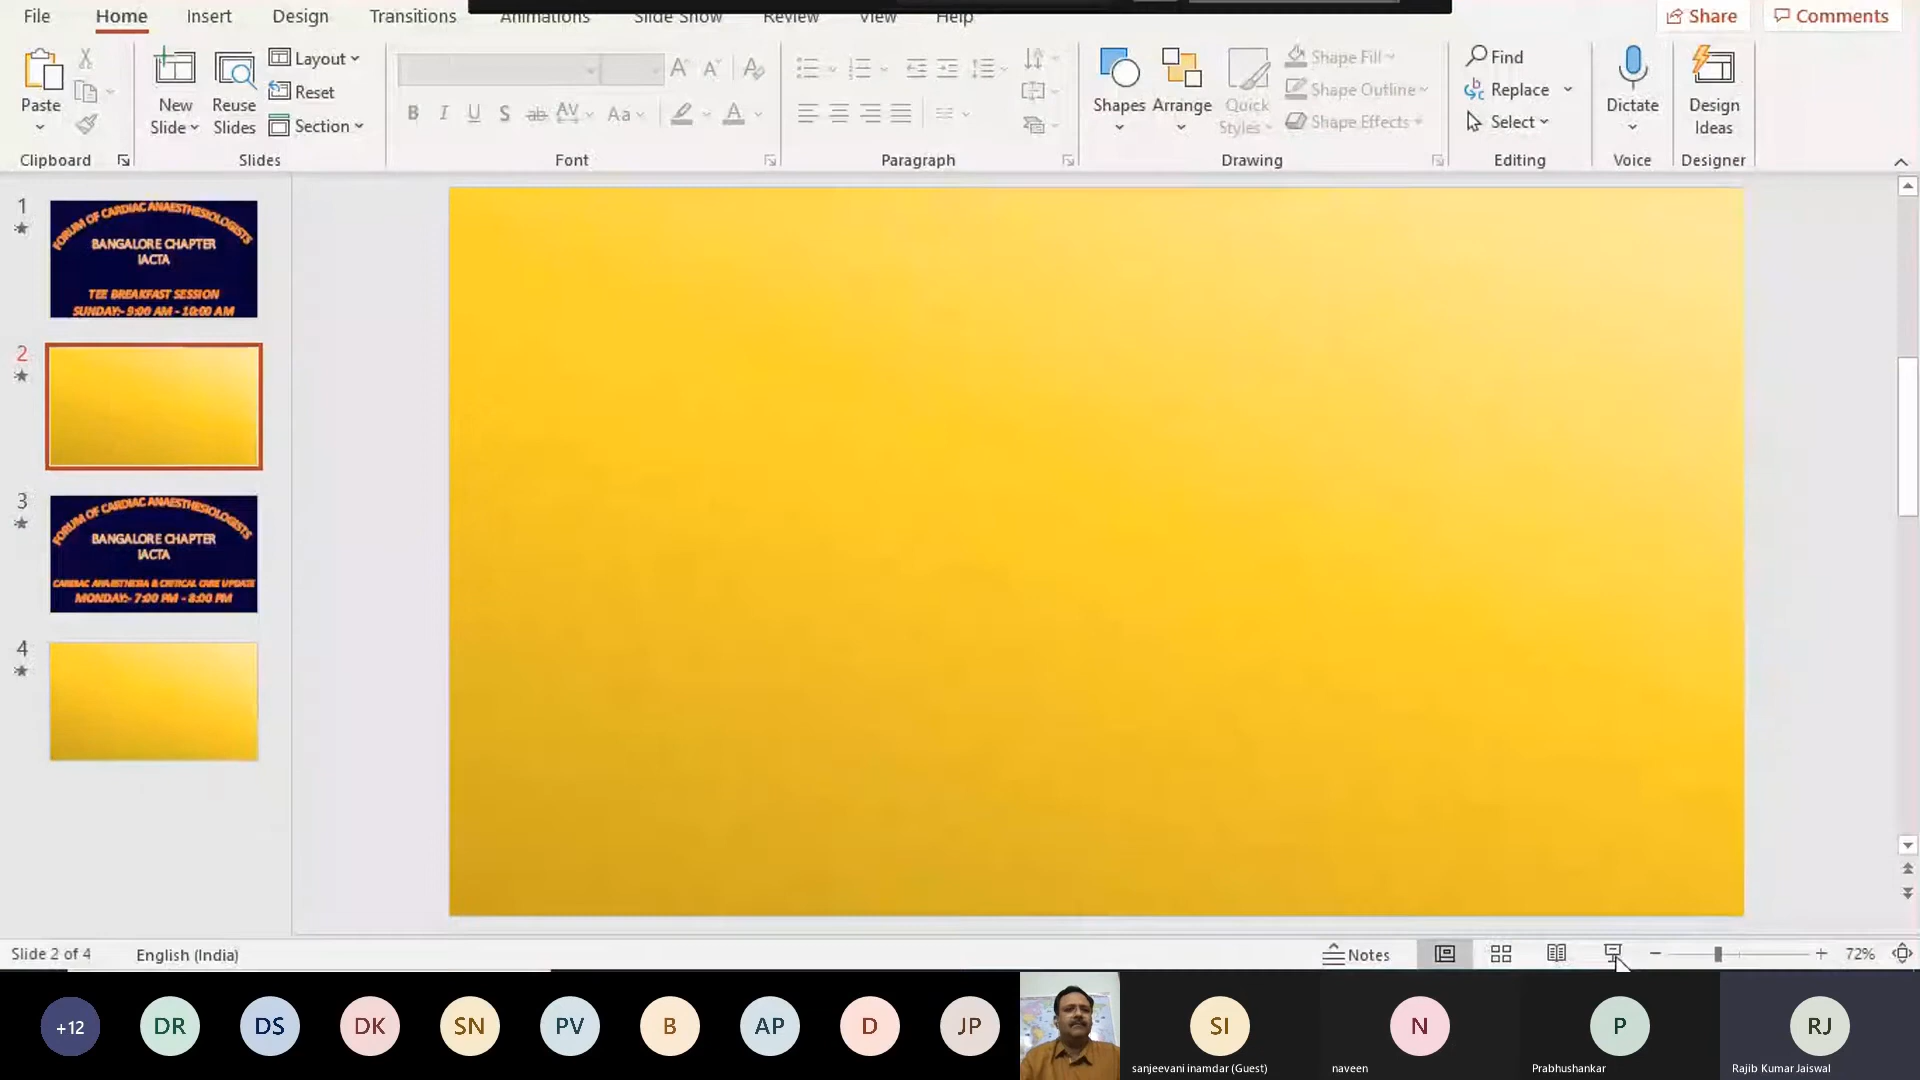 File Home Insert Design Transitions Animations Slide Show Review View Help Share Comments
Paste
New Slide
Reuse Slides
Layout
Reset
Section
B I U S ab AV Aa A
Shapes
Arrange
Quick Styles
Shape Fill
Shape Outline
Shape Effects
Find
Replace
Select
Dictate
Design Ideas
Clipboard Slides Font Paragraph Drawing Editing Voice Designer
1
FORUM OF CARDIAC ANAESTHESIOLOGISTS
BANGALORE CHAPTER
IACTA
TEE BREAKFAST SESSION
SUNDAY:- 9:00 AM - 10:00 AM
2
3
FORUM OF CARDIAC ANAESTHESIOLOGISTS
BANGALORE CHAPTER
IACTA
CARDIAC ANAESTHESIA & CRITICAL CARE UPDATE
MONDAY:- 7:00 PM - 8:00 PM
4
Slide 2 of 4 English (India) Notes 72%
+12 DR DS DK SN PV B AP D JP SI N P RJ
sanjeevani inamdar (Guest) naveen Prabhushankar Rajib Kumar Jaiswal